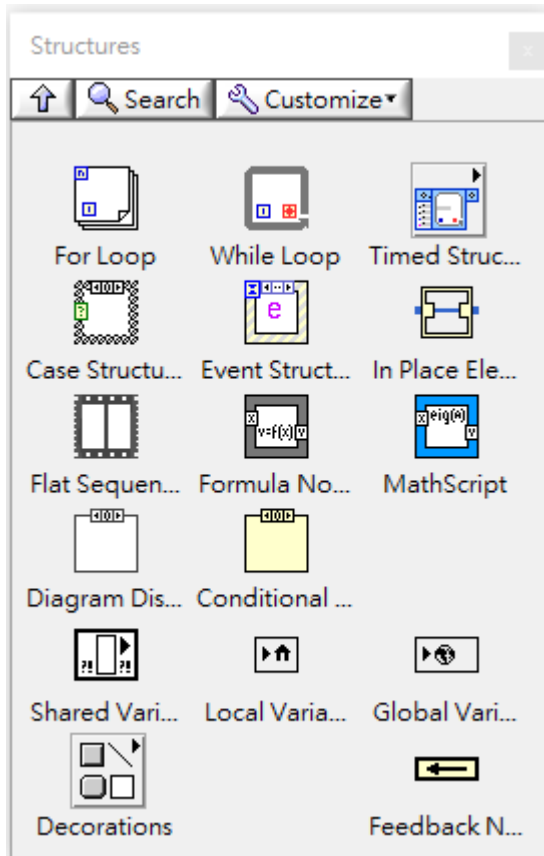 Structures
Search Customize
For Loop While Loop Timed Struc...
Case Structu... Event Struct... In Place Ele...
Flat Sequen... Formula No... MathScript
Diagram Dis... Conditional ...
Shared Vari... Local Varia... Global Vari...
Decorations Feedback N...